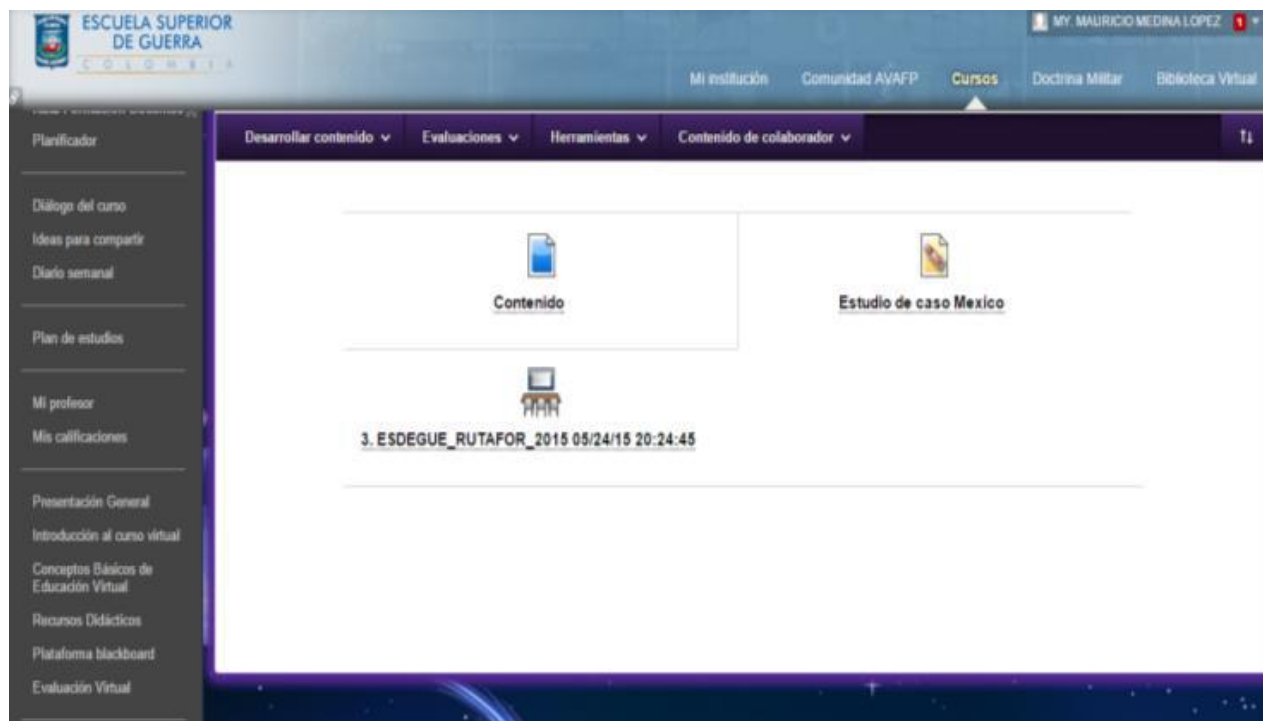 ESCUELA SUPERIOR
DE GUERRA
COLOMBIA
MY. MAURICIO MEDINA LOPEZ 1
Mi institución Comunidad AVAFP Cursos Doctrina Militar Biblioteca Virtual
Planificador
Diálogo del curso
Ideas para compartir
Diario semanal
Plan de estudios
Mi profesor
Mis calificaciones
Presentación General
Introducción al curso virtual
Conceptos Básicos de
Educación Virtual
Recursos Didácticos
Plataforma blackboard
Evaluación Virtual
Desarrollar contenido Evaluaciones Herramientas Contenido de colaborador
Contenido
Estudio de caso Mexico
3. ESDEGUE_RUTAFOR_2015 05/24/15 20:24:45